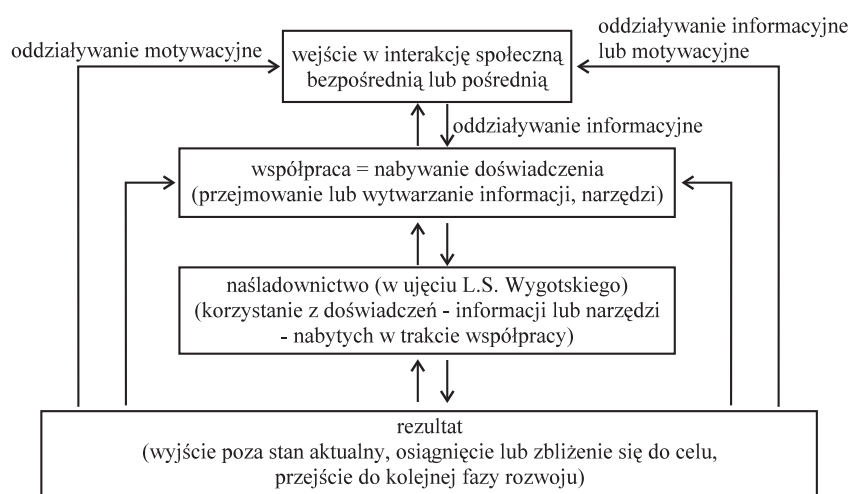 oddziaływanie motywacyjne
oddziaływanie informacyjne
lub motywacyjne
wejście w interakcję społeczną
bezpośrednią lub pośrednią
oddziaływanie informacyjne
współpraca = nabywanie doświadczenia
(przejmowanie lub wytwarzanie informacji, narzędzi)
naśladownictwo (w ujęciu L.S. Wygotskiego)
(korzystanie z doświadczeń - informacji lub narzędzi
- nabytych w trakcie współpracy)
rezultat
(wyjście poza stan aktualny, osiągnięcie lub zbliżenie się do celu,
przejście do kolejnej fazy rozwoju)